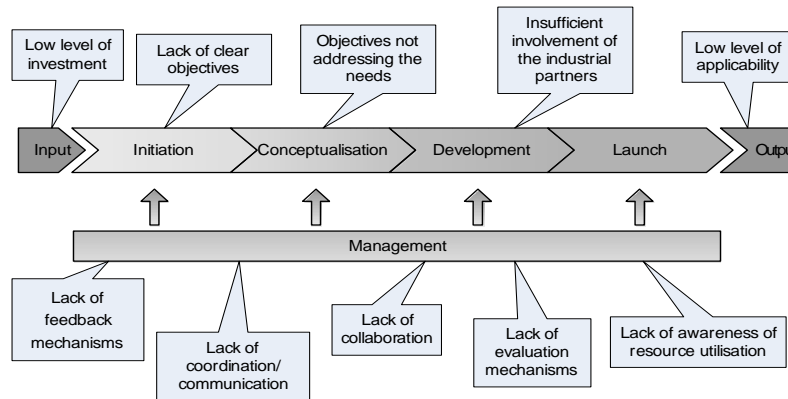 Low level of
investment
Lack of clear
objectives
Objectives not
addressing the
needs
Insufficient
involvement of
the industrial
partners
Low level of
applicability
Input
Initiation
Conceptualisation
Development
Launch
Output
Management
Lack of
feedback
mechanisms
Lack of
coordination/
communication
Lack of
collaboration
Lack of
evaluation
mechanisms
Lack of awareness of
resource utilisation